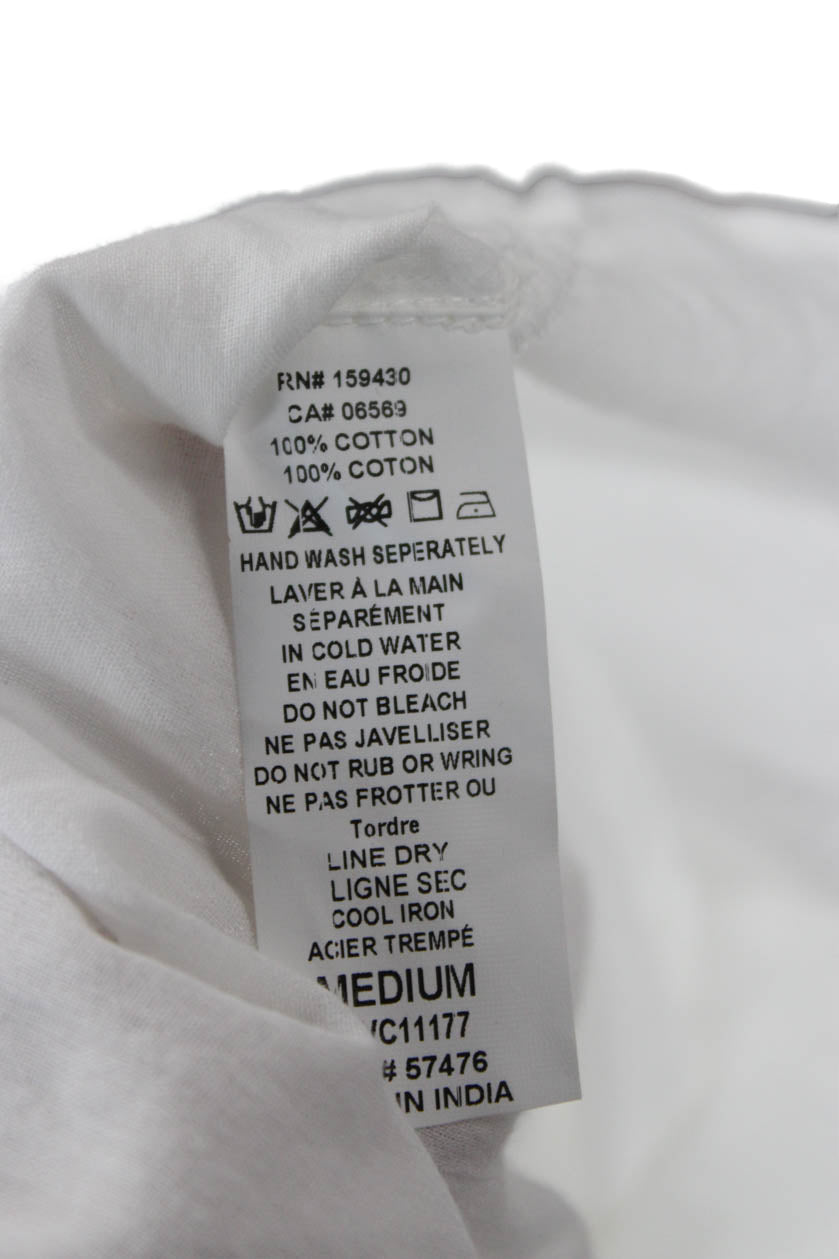 RN# 159430
CA# 06569
100% COTTON
100% COTON
HAND WASH SEPERATELY
LAVER À LA MAIN
SÉPARÉMENT
IN COLD WATER
EN EAU FROIDE
DO NOT BLEACH
NE PAS JAVELLISER
DO NOT RUB OR WRING
NE PAS FROTTER OU
Tordre
LINE DRY
LIGNE SEC
COOL IRON
ACIER TREMPÉ
MEDIUM
C11177
# 57476
IN INDIA